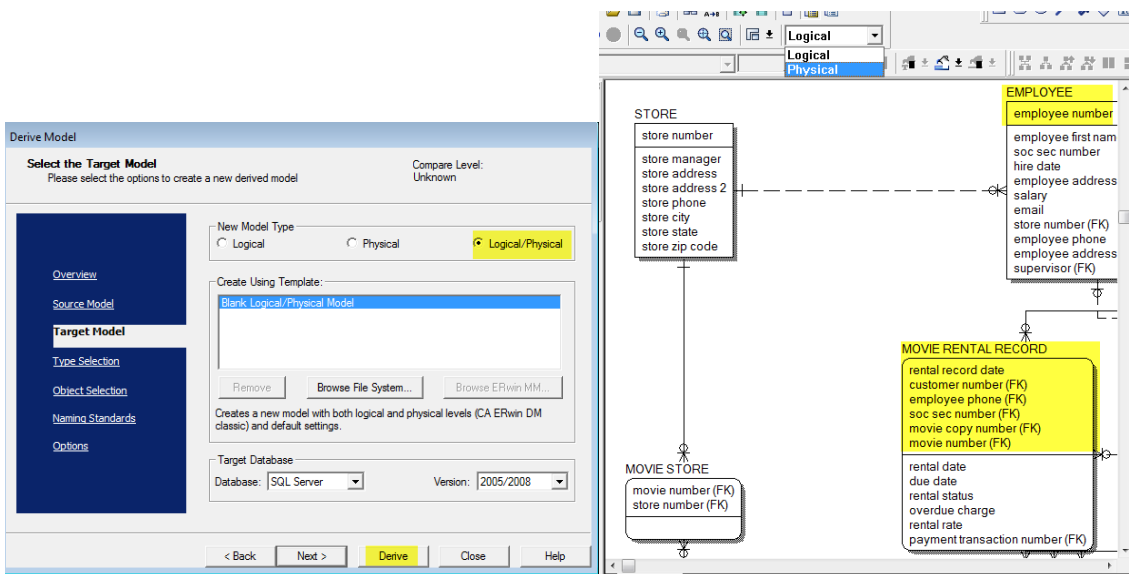 Derive Model
Select the Target Model
Please select the options to create a new derived model
Compare Level:
Unknown
Overview
Source Model
Target Model
Type Selection
Object Selection
Naming Standards
Options
New Model Type
Logical
Physical
Logical/Physical
Create Using Template:
Blank Logical/Physical Model
Remove
Browse File System...
Browse ERwin MM...
Creates a new model with both logical and physical levels (CA ERwin DM
classic) and default settings.
Target Database
Database:
SQL Server
Version:
2005/2008
< Back
Next >
Derive
Close
Help
Logical
Logical
Physical
STORE
store number
store manager
store address
store address 2
store phone
store city
store state
store zip code
EMPLOYEE
employee number
employee first nam
soc sec number
hire date
employee address
salary
email
store number (FK)
employee phone
employee address
supervisor (FK)
MOVIE RENTAL RECORD
rental record date
customer number (FK)
employee phone (FK)
soc sec number (FK)
movie copy number (FK)
movie number (FK)
rental date
due date
rental status
overdue charge
rental rate
payment transaction number (FK)
MOVIE STORE
movie number (FK)
store number (FK)